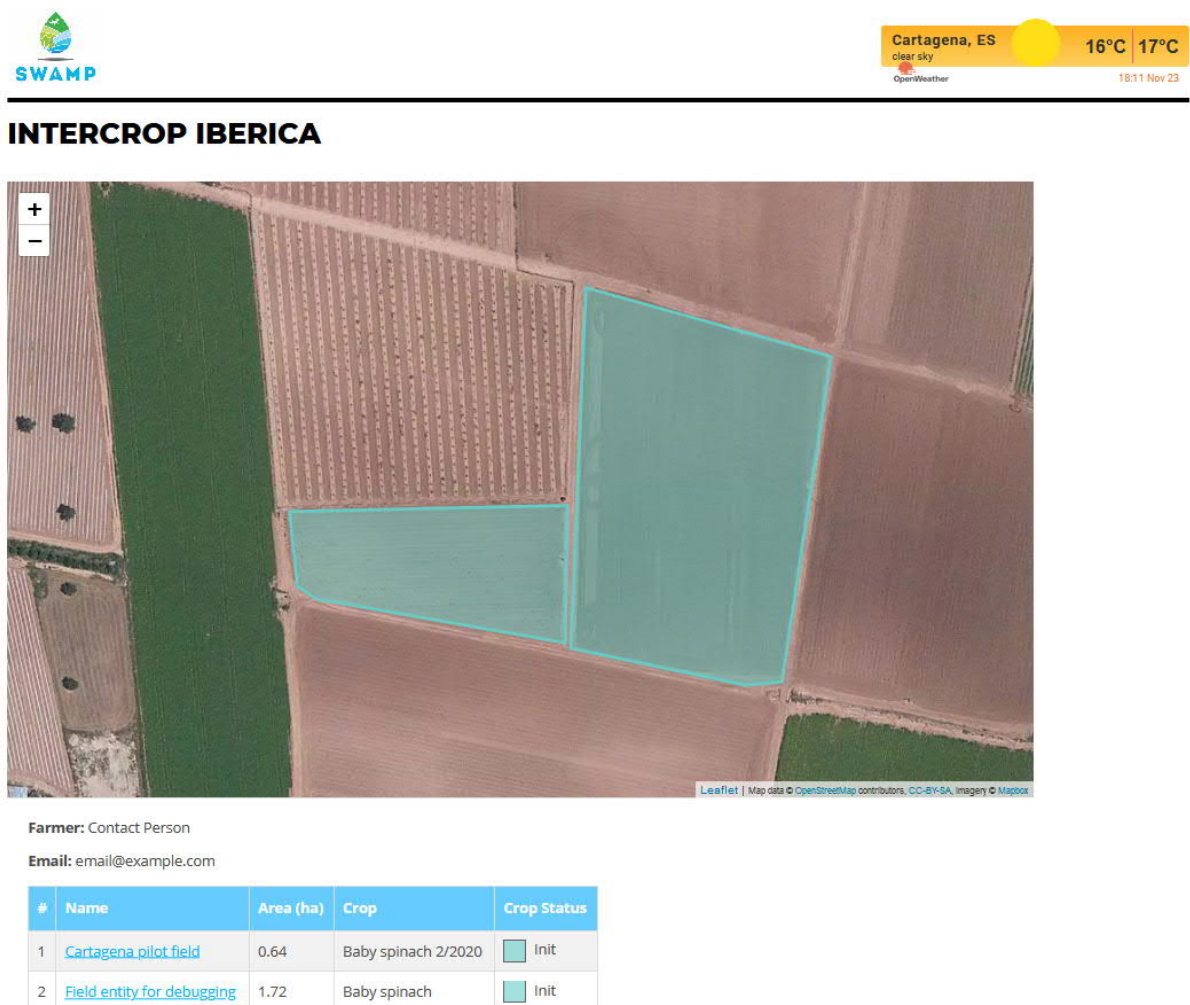 SWAMP
Cartagena, ES
clear sky
16°C 17°C
OpenWeather
18:11 Nov 23
INTERCROP IBERICA
+
−
Leaflet | Map data © OpenStreetMap contributors, CC-BY-SA, Imagery © Mapbox
Farmer: Contact Person
Email: email@example.com
# Name Area (ha) Crop Crop Status
1 Cartagena pilot field 0.64 Baby spinach 2/2020 Init
2 Field entity for debugging 1.72 Baby spinach Init